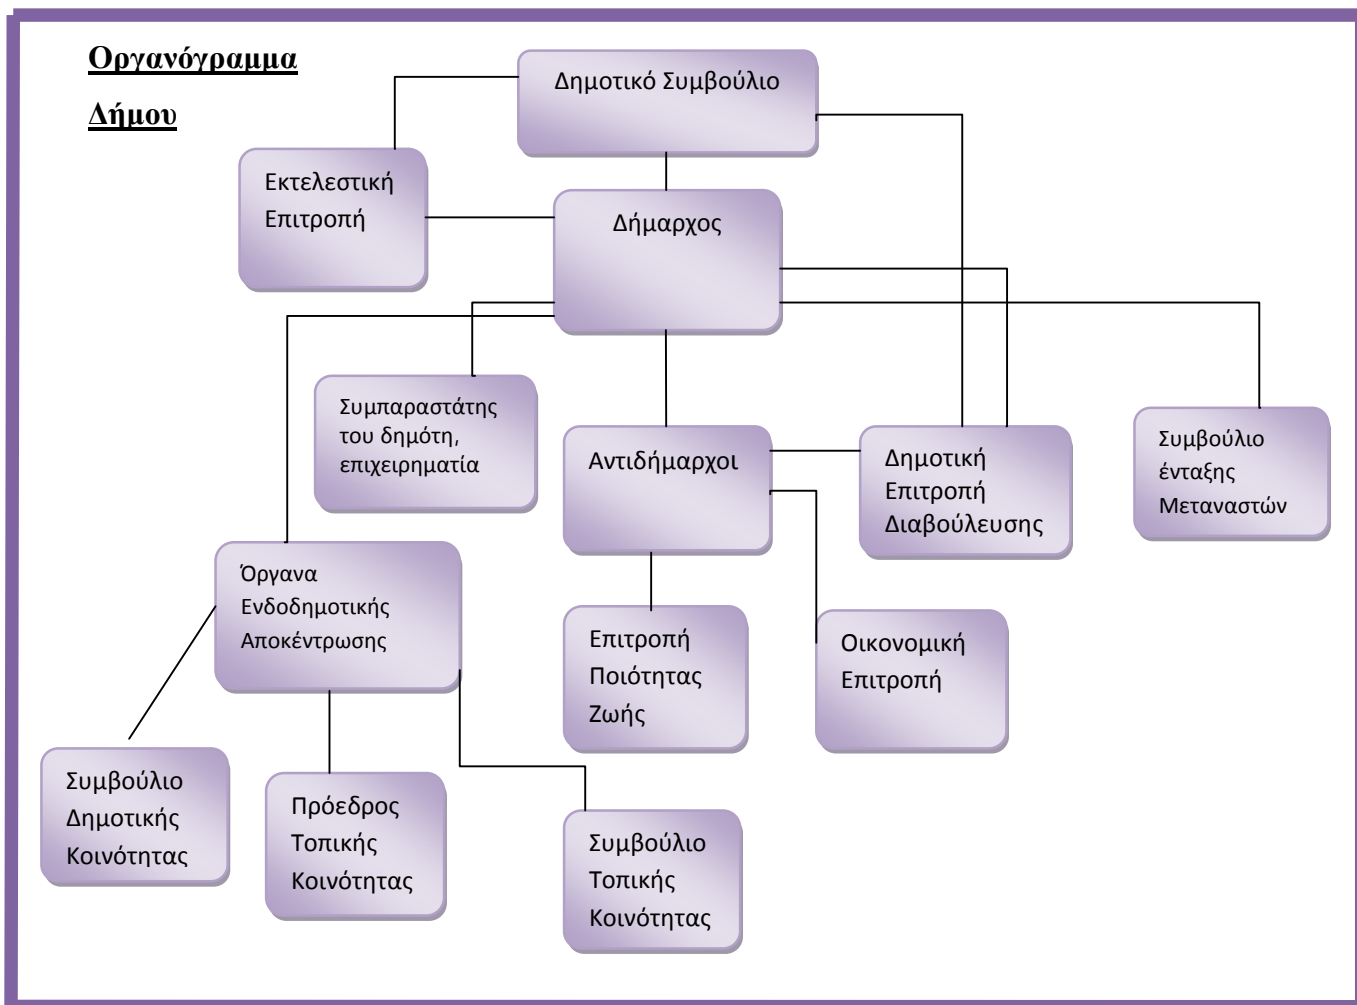 Οργανόγραμμα
Δήμου
Δημοτικό Συμβούλιο
Εκτελεστική
Επιτροπή
Δήμαρχος
Συμπαραστάτης
του δημότη,
επιχειρηματία
Αντιδήμαρχοι
Δημοτική
Επιτροπή
Διαβούλευσης
Συμβούλιο
ένταξης
Μεταναστών
Όργανα
Ενδοδημοτικής
Αποκέντρωσης
Επιτροπή
Ποιότητας
Ζωής
Οικονομική
Επιτροπή
Συμβούλιο
Δημοτικής
Κοινότητας
Πρόεδρος
Τοπικής
Κοινότητας
Συμβούλιο
Τοπικής
Κοινότητας